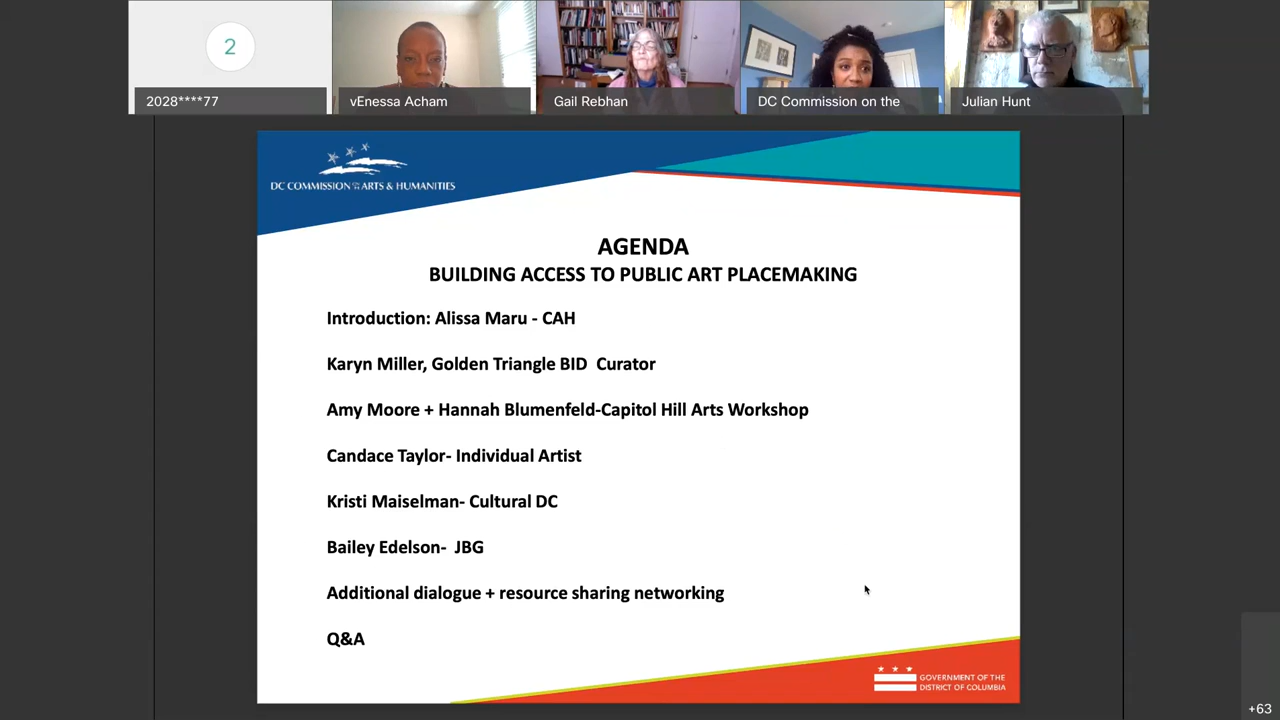 2
2028****77
vEnessa Acham
Gail Rebhan
DC Commission on the
Julian Hunt
DC COMMISSION ON THE ARTS & HUMANITIES
AGENDA
BUILDING ACCESS TO PUBLIC ART PLACEMAKING
Introduction: Alissa Maru - CAH
Karyn Miller, Golden Triangle BID Curator
Amy Moore + Hannah Blumenfeld-Capitol Hill Arts Workshop
Candace Taylor- Individual Artist
Kristi Maiselman- Cultural DC
Bailey Edelson- JBG
Additional dialogue + resource sharing networking
Q&A
GOVERNMENT OF THE
DISTRICT OF COLUMBIA
+63